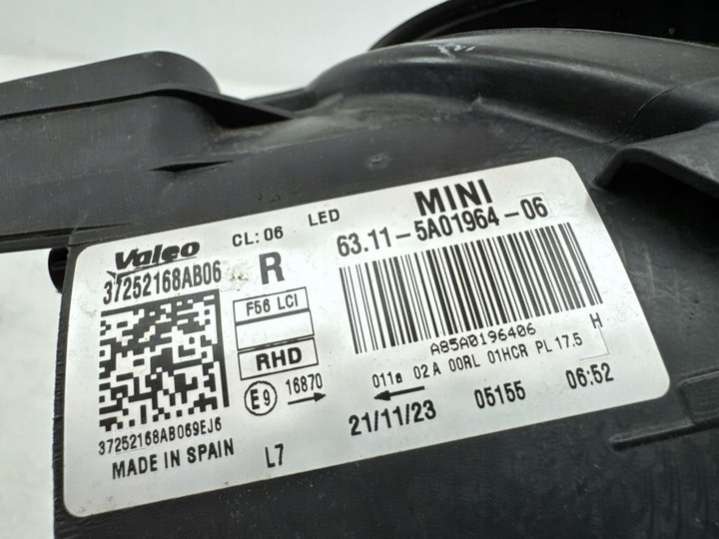 MINI
Valeo CL: 06 LED
37252168AB06 R 63.11-5A01964-06
F56 LCI
RHD
A85A0196406 H
E9 16870
011e 02A 00RL 01HCR PL 17.5
37252168AB069EJ6
21/11/23 05155 06:52
MADE IN SPAIN L7